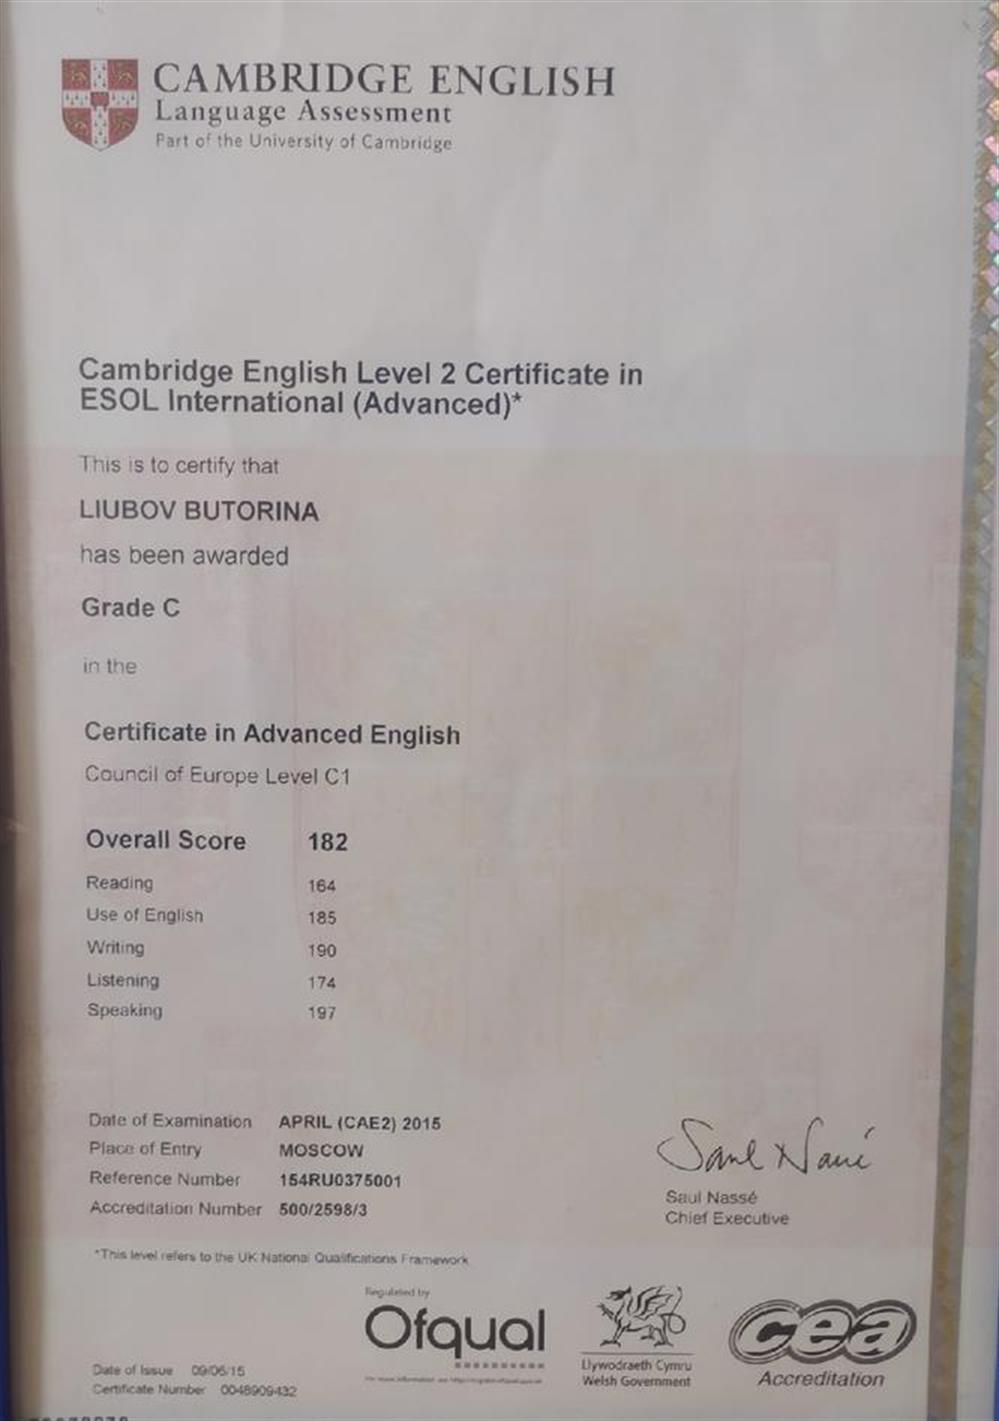 CAMBRIDGE ENGLISH
Language Assessment
Part of the University of Cambridge
Cambridge English Level 2 Certificate in
ESOL International (Advanced)*
This is to certify that
LIUBOV BUTORINA
has been awarded
Grade C
in the
Certificate in Advanced English
Council of Europe Level C1
Overall Score 182
Reading 164
Use of English 185
Writing 190
Listening 174
Speaking 197
Date of Examination APRIL (CAE2) 2015
Place of Entry MOSCOW
Reference Number 154RU0375001
Accreditation Number 500/2598/3
Saul Nassé
Saul Nassé
Chief Executive
*This level refers to the UK National Qualifications Framework
Regulated by
Ofqual
Llywodraeth Cymru
Welsh Government
cea
Accreditation
Date of Issue 09/06/15
Certificate Number 0048909432